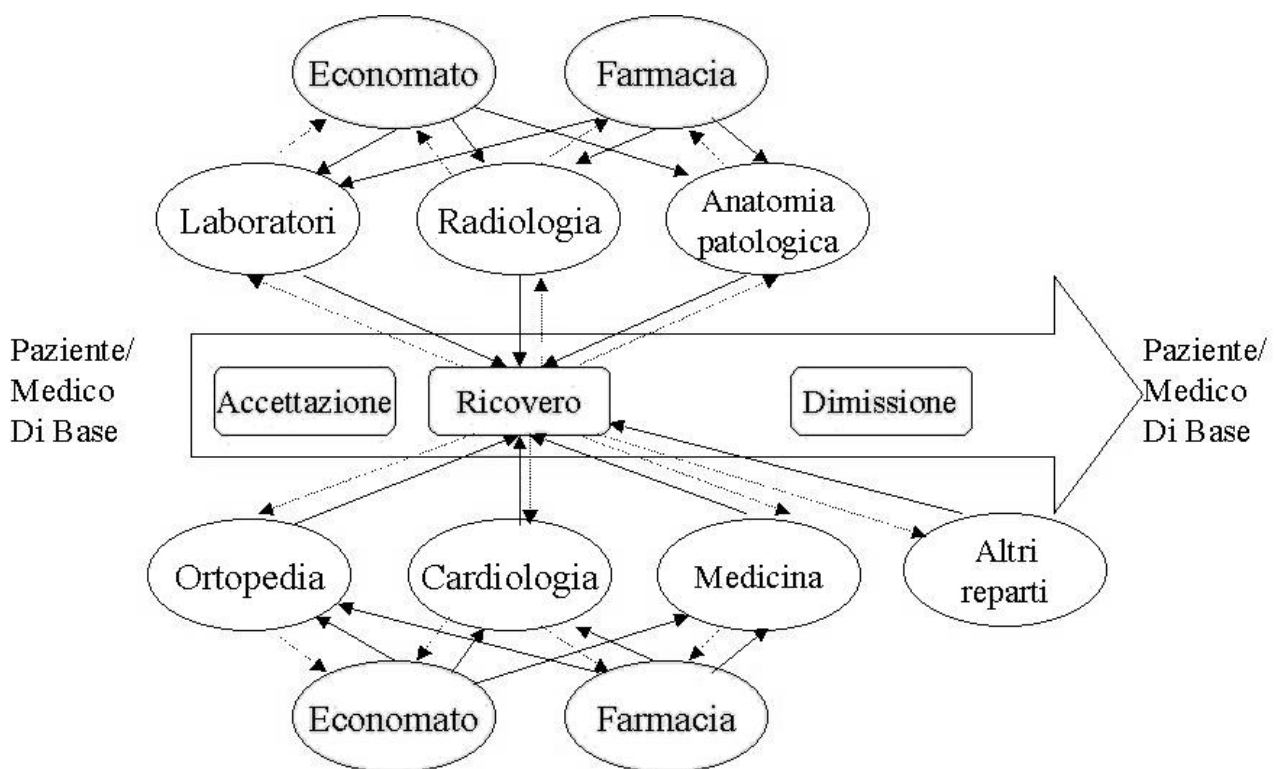 Economato
Farmacia
Laboratori
Radiologia
Anatomia
patologica
Paziente/
Medico
Di Base
Accettazione
Ricovero
Dimissione
Paziente/
Medico
Di Base
Ortopedia
Cardiologia
Medicina
Altri
reparti
Economato
Farmacia